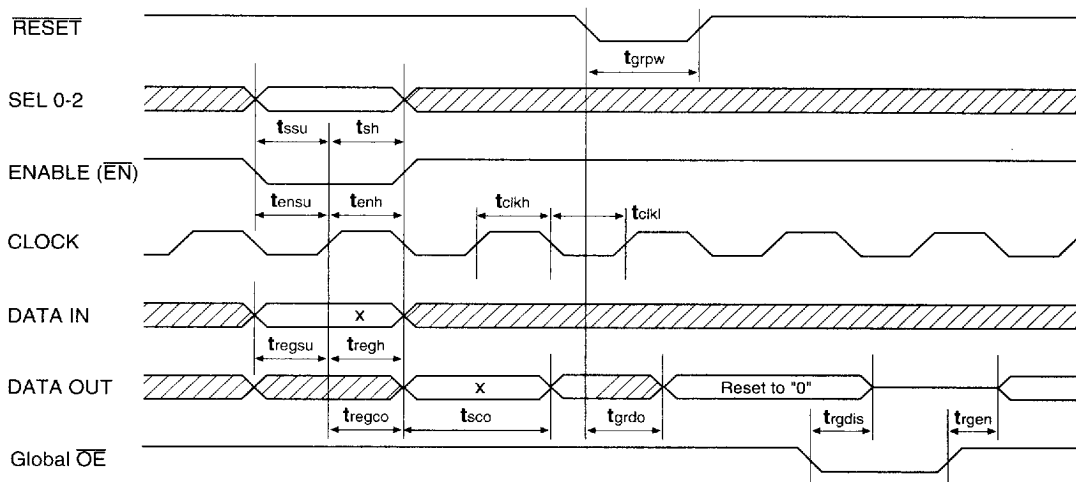 RESET
tgrpw
SEL 0-2
tssu tsh
ENABLE (EN)
tensu tenh tclkh tclkl
CLOCK
DATA IN x
tregsu tregh
DATA OUT x Reset to "0"
tregco tsco tgrdo trgdis trgen
Global OE